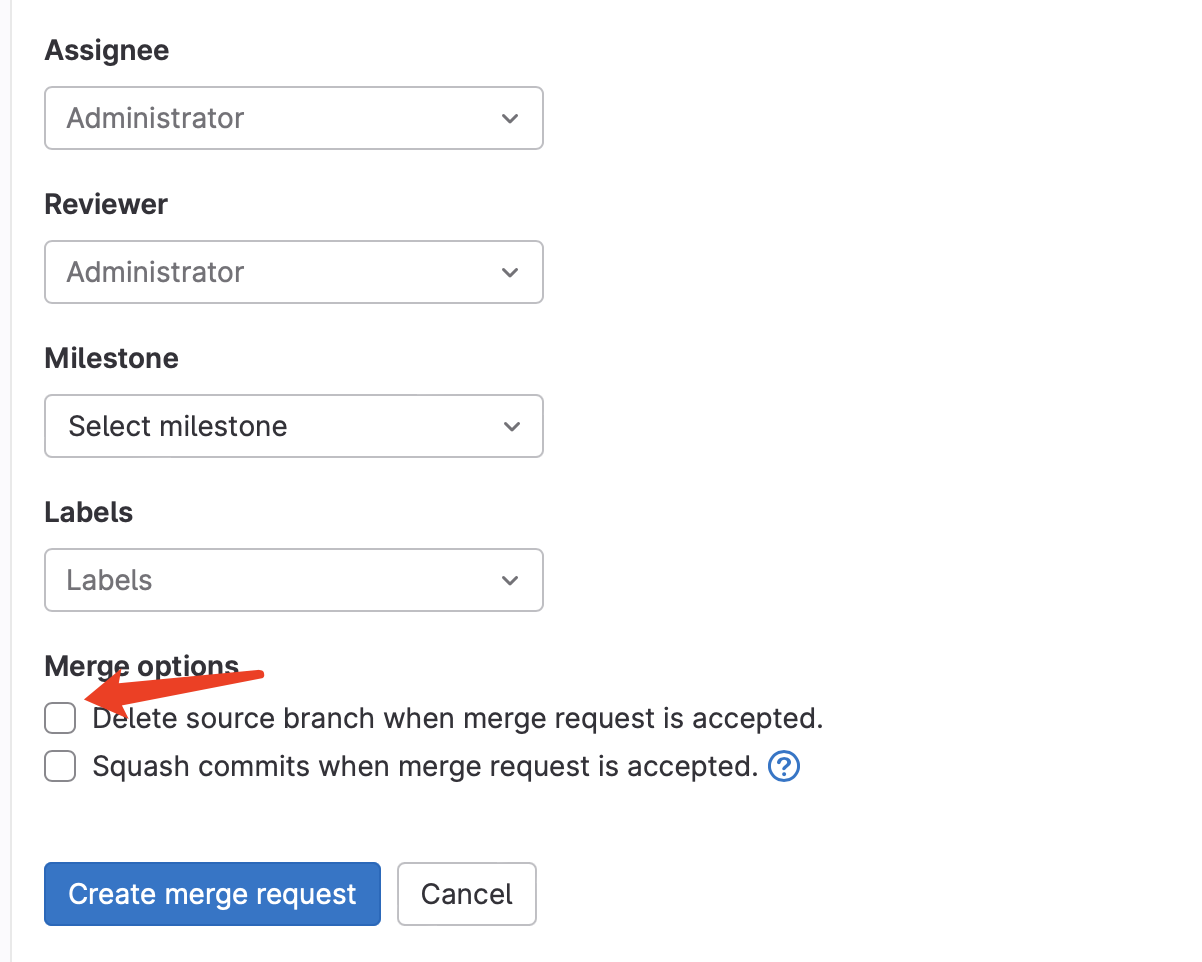 Assignee
Administrator
Reviewer
Administrator
Milestone
Select milestone
Labels
Labels
Merge options
Delete source branch when merge request is accepted.
Squash commits when merge request is accepted. ?
Create merge request
Cancel